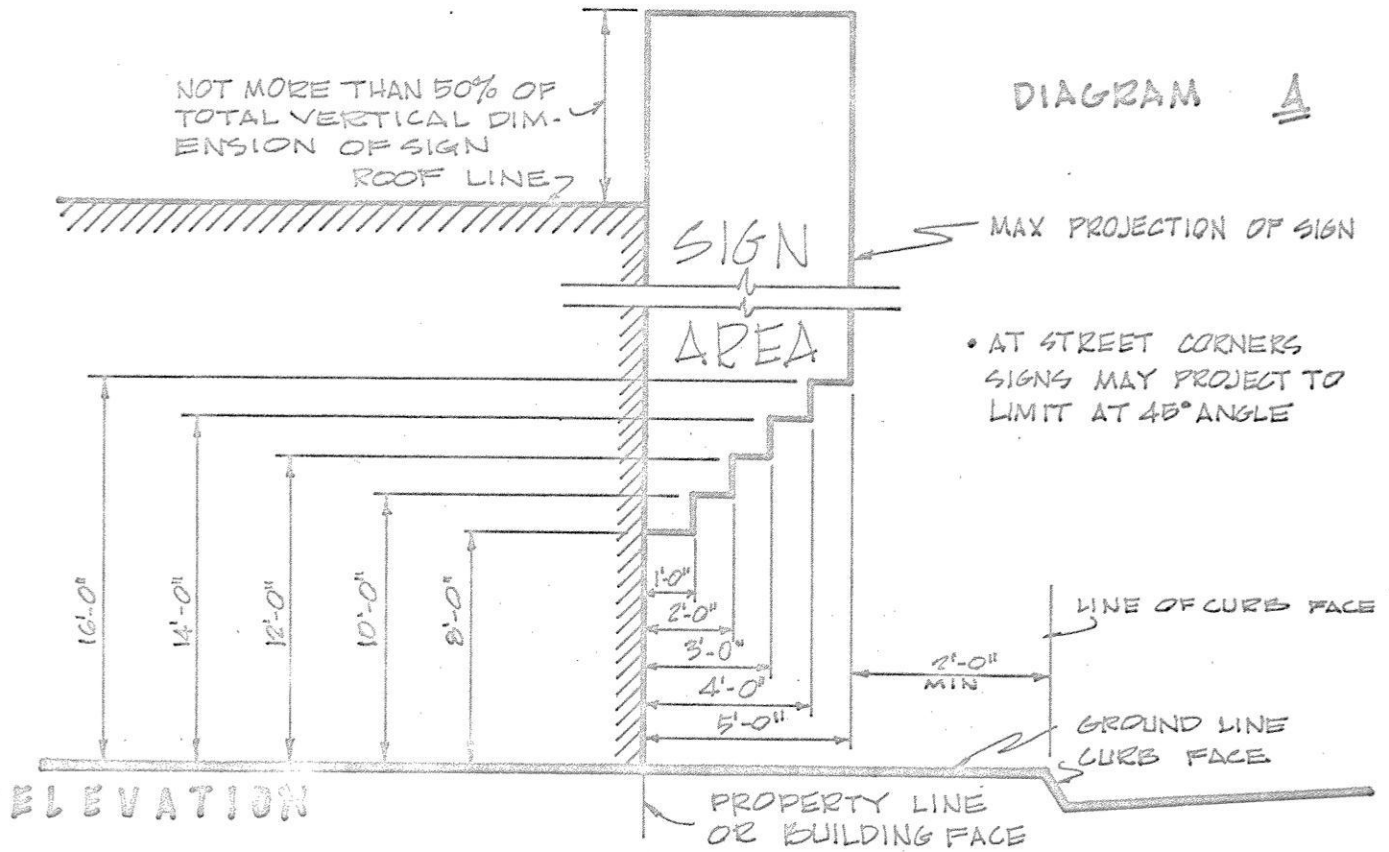 DIAGRAM A
NOT MORE THAN 50% OF
TOTAL VERTICAL DIM-
ENSION OF SIGN
ROOF LINE
MAX PROJECTION OF SIGN
SIGN
AREA
• AT STREET CORNERS
SIGNS MAY PROJECT TO
LIMIT AT 45° ANGLE
16'-0"
14'-0"
12'-0"
10'-0"
8'-0"
1'-0"
2'-0"
3'-0"
4'-0"
5'-0"
2'-0"
MIN
LINE OF CURB FACE
GROUND LINE
CURB FACE
ELEVATION
PROPERTY LINE
OR BUILDING FACE